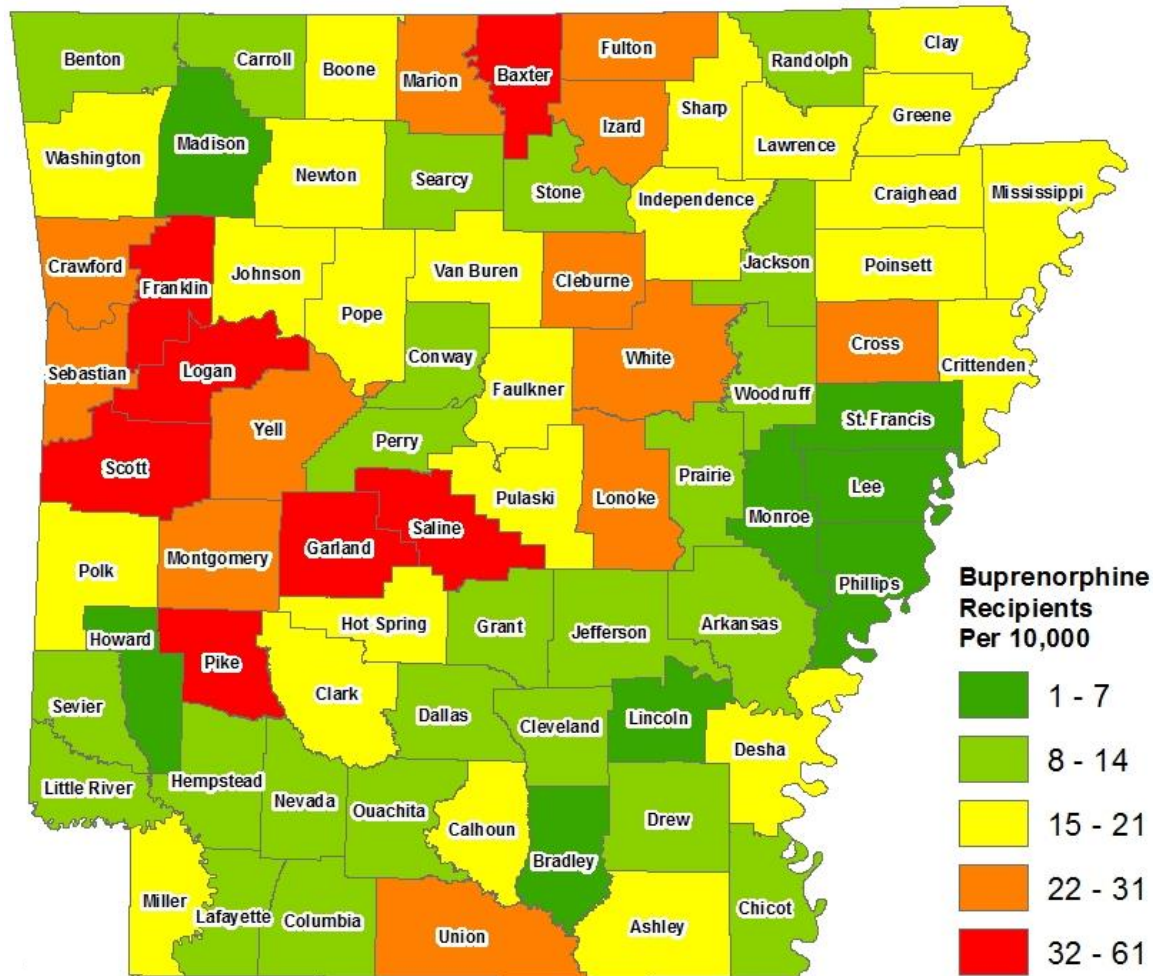 Benton
Carroll
Boone
Marion
Baxter
Fulton
Randolph
Clay
Sharp
Greene
Izard
Washington
Madison
Newton
Searcy
Stone
Lawrence
Independence
Craighead
Mississippi
Crawford
Franklin
Johnson
Van Buren
Cleburne
Jackson
Poinsett
Pope
Sebastian
Logan
Conway
White
Cross
Crittenden
Faulkner
Woodruff
Yell
St. Francis
Perry
Scott
Pulaski
Lonoke
Prairie
Lee
Monroe
Saline
Garland
Montgomery
Polk
Phillips
Howard
Hot Spring
Grant
Jefferson
Arkansas
Pike
Clark
Sevier
Dallas
Cleveland
Lincoln
Desha
Little River
Hempstead
Nevada
Ouachita
Calhoun
Drew
Bradley
Miller
Lafayette
Columbia
Union
Ashley
Chicot
Buprenorphine
Recipients
Per 10,000
1 - 7
8 - 14
15 - 21
22 - 31
32 - 61